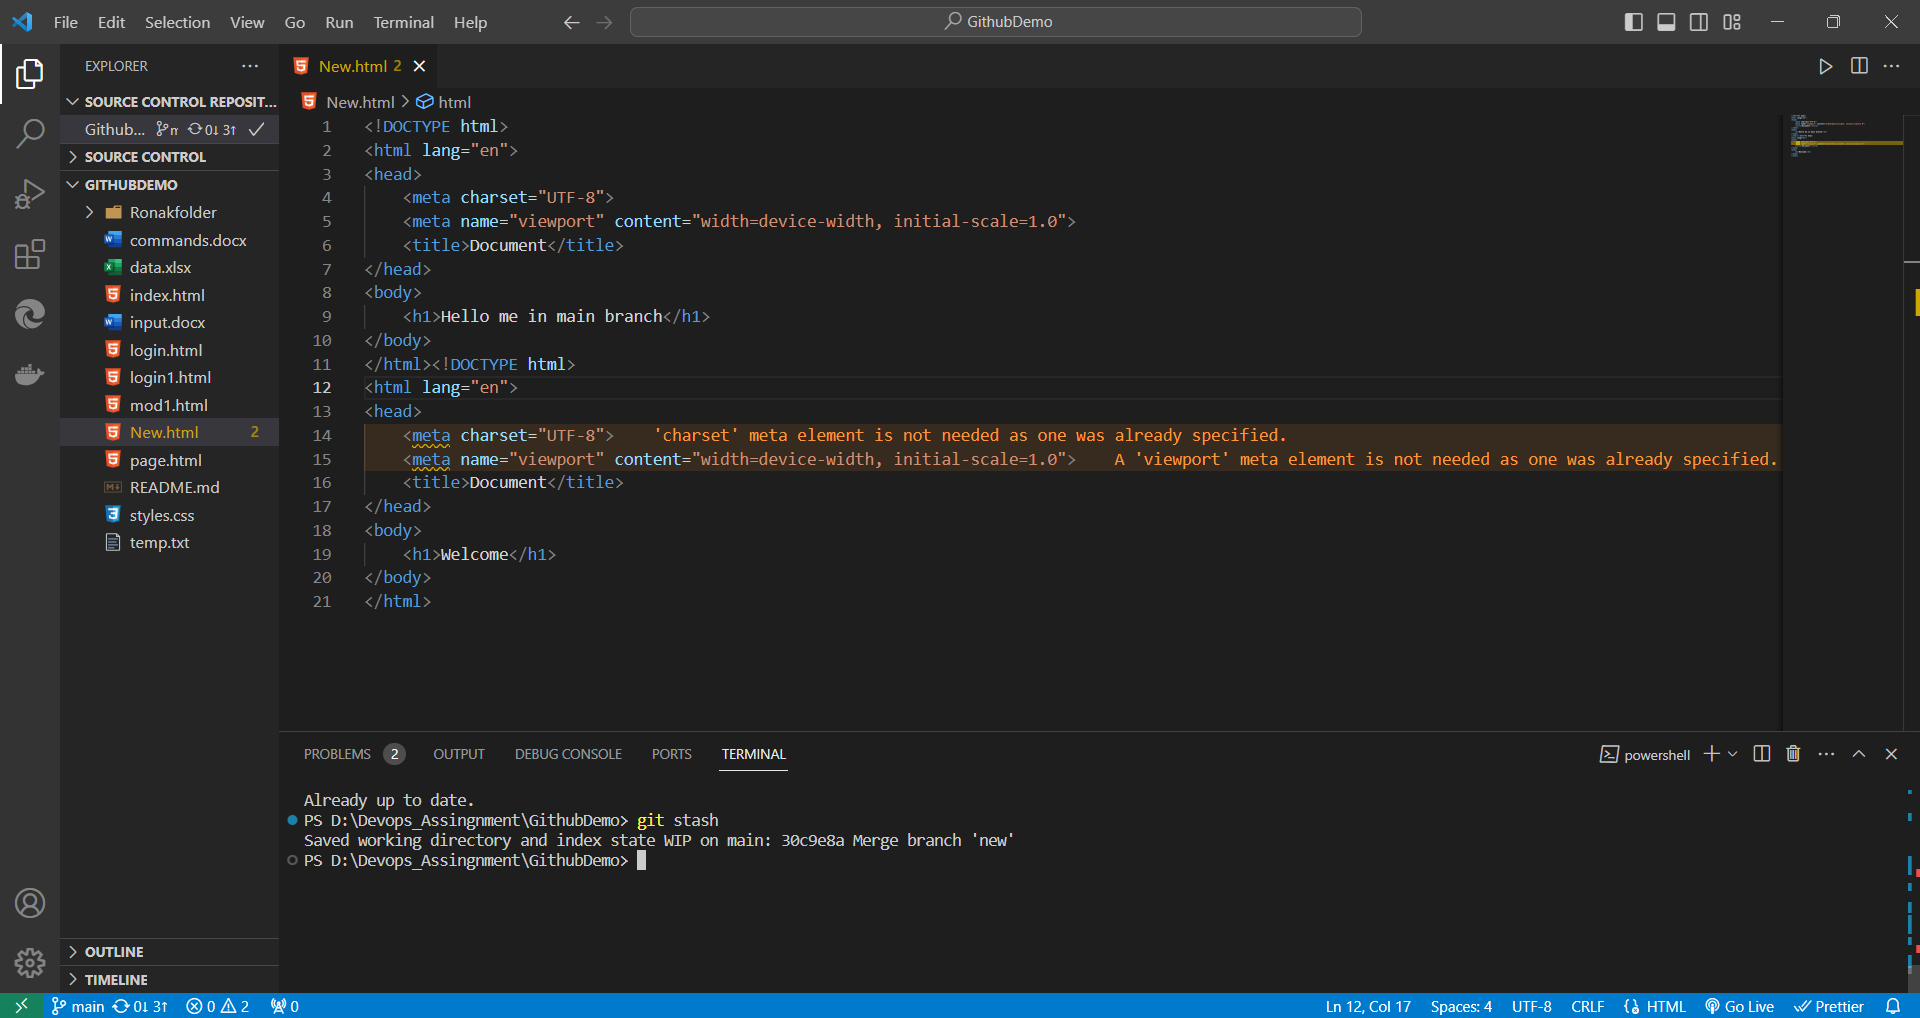 File Edit Selection View Go Run Terminal Help
GithubDemo
EXPLORER
SOURCE CONTROL REPOSIT...
Github... 0↓ 3↑
SOURCE CONTROL
GITHUBDEMO
Ronakfolder
commands.docx
data.xlsx
index.html
input.docx
login.html
login1.html
mod1.html
New.html 2
page.html
README.md
styles.css
temp.txt
OUTLINE
TIMELINE
New.html 2
New.html > html
1 <!DOCTYPE html>
2 <html lang="en">
3 <head>
4 <meta charset="UTF-8">
5 <meta name="viewport" content="width=device-width, initial-scale=1.0">
6 <title>Document</title>
7 </head>
8 <body>
9 <h1>Hello me in main branch</h1>
10 </body>
11 </html><!DOCTYPE html>
12 <html lang="en">
13 <head>
14 <meta charset="UTF-8"> 'charset' meta element is not needed as one was already specified.
15 <meta name="viewport" content="width=device-width, initial-scale=1.0"> A 'viewport' meta element is not needed as one was already specified.
16 <title>Document</title>
17 </head>
18 <body>
19 <h1>Welcome</h1>
20 </body>
21 </html>
PROBLEMS 2 OUTPUT DEBUG CONSOLE PORTS TERMINAL
powershell
Already up to date.
PS D:\Devops_Assingnment\GithubDemo> git stash
Saved working directory and index state WIP on main: 30c9e8a Merge branch 'new'
PS D:\Devops_Assingnment\GithubDemo>
main 0↓ 3↑ 0 2 0
Ln 12, Col 17 Spaces: 4 UTF-8 CRLF HTML Go Live Prettier